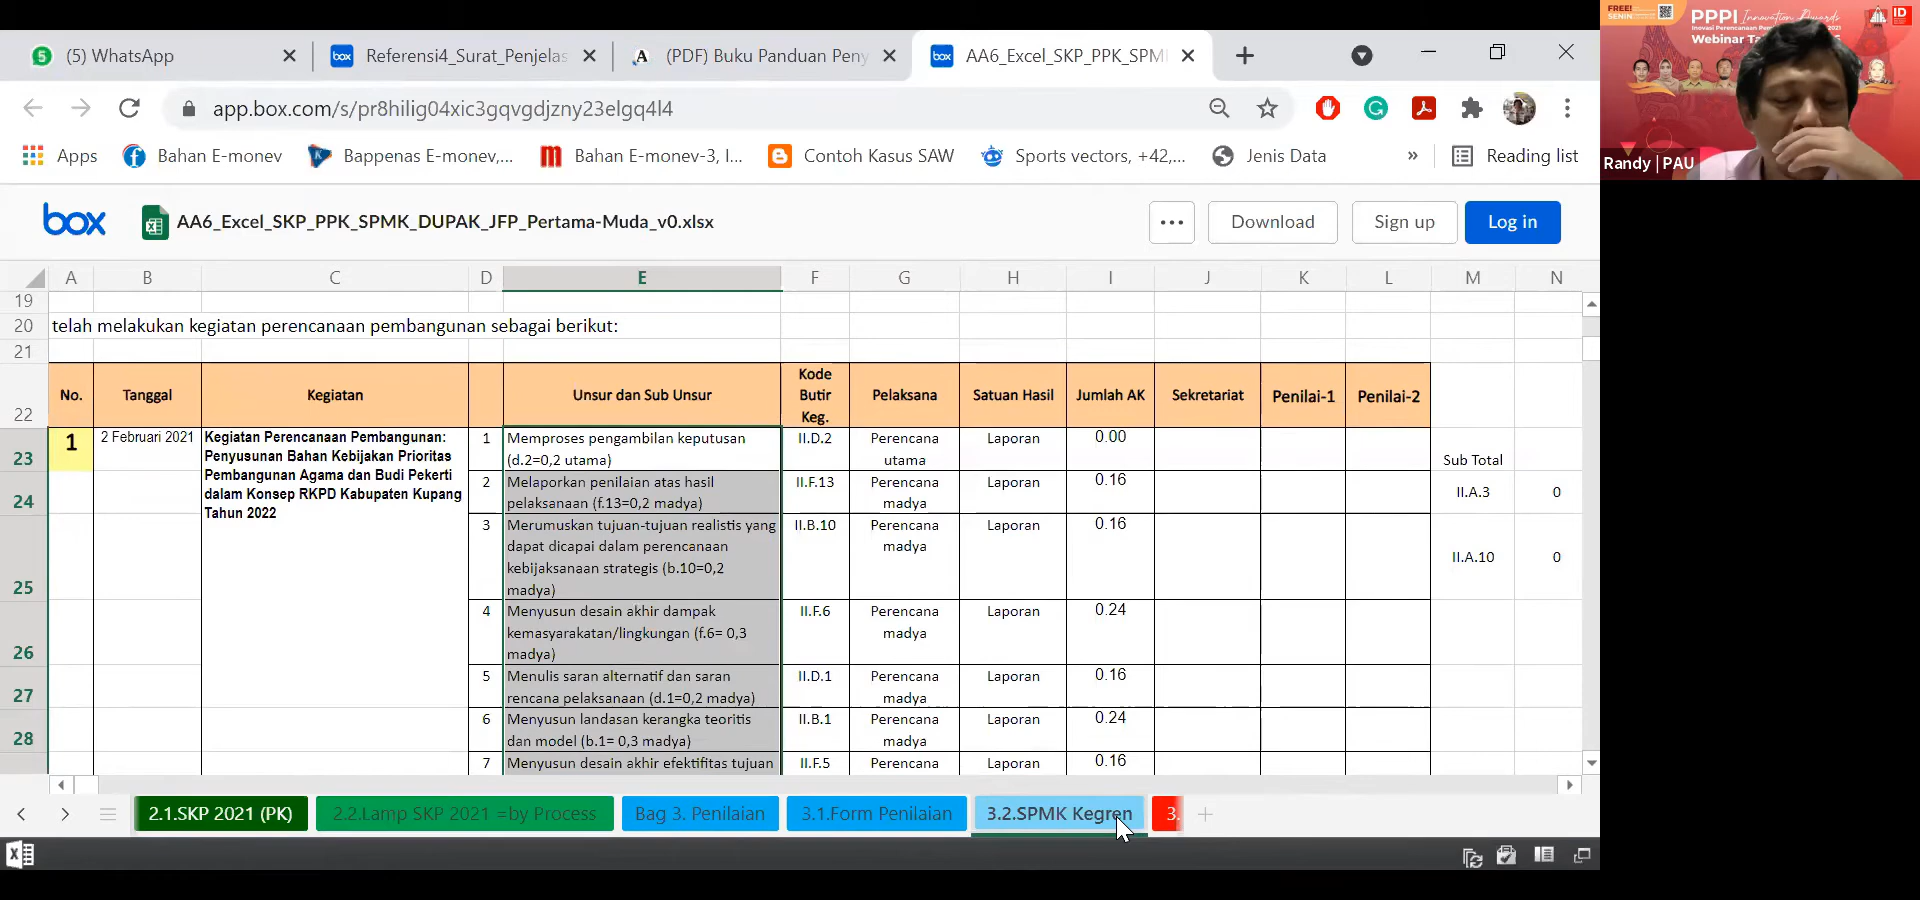 (5) WhatsApp
Referensi4_Surat_Penjelas
(PDF) Buku Panduan Peny
AA6_Excel_SKP_PPK_SPM
app.box.com/s/pr8hilig04xic3gqvgdjzny23elgq4l4
Apps
Bahan E-monev
Bappenas E-monev,...
Bahan E-monev-3, I...
Contoh Kasus SAW
Sports vectors, +42,...
Jenis Data
»
Reading list
box
AA6_Excel_SKP_PPK_SPMK_DUPAK_JFP_Pertama-Muda_v0.xlsx
Download
Sign up
Log in
A B C D E F G H I J K L M N
19
20 telah melakukan kegiatan perencanaan pembangunan sebagai berikut:
21
22 No. Tanggal Kegiatan Unsur dan Sub Unsur Kode Butir Keg. Pelaksana Satuan Hasil Jumlah AK Sekretariat Penilai-1 Penilai-2
23 1 2 Februari 2021
Kegiatan Perencanaan Pembangunan:
Penyusunan Bahan Kebijakan Prioritas
Pembangunan Agama dan Budi Pekerti
dalam Konsep RKPD Kabupaten Kupang
Tahun 2022
1 Memproses pengambilan keputusan
(d.2=0,2 utama)
II.D.2 Perencana utama Laporan 0.00 Sub Total
24 2 Melaporkan penilaian atas hasil
pelaksanaan (f.13=0,2 madya)
II.F.13 Perencana madya Laporan 0.16 II.A.3 0
25 3 Merumuskan tujuan-tujuan realistis yang
dapat dicapai dalam perencanaan
kebijaksanaan strategis (b.10=0,2
madya)
II.B.10 Perencana madya Laporan 0.16 II.A.10 0
26 4 Menyusun desain akhir dampak
kemasyarakatan/lingkungan (f.6= 0,3
madya)
II.F.6 Perencana madya Laporan 0.24
27 5 Menulis saran alternatif dan saran
rencana pelaksanaan (d.1=0,2 madya)
II.D.1 Perencana madya Laporan 0.16
28 6 Menyusun landasan kerangka teoritis
dan model (b.1= 0,3 madya)
II.B.1 Perencana madya Laporan 0.24
7 Menyusun desain akhir efektifitas tujuan
II.F.5 Perencana Laporan 0.16
2.1.SKP 2021 (PK)
2.2.Lamp SKP 2021 =by Process
Bag 3. Penilaian
3.1.Form Penilaian
3.2.SPMK Kegren
3.
FREE!
SENIN
PPPI Innovation Awards
Inovasi Perencanaan 2021
Webinar
ID
Randy | PAU